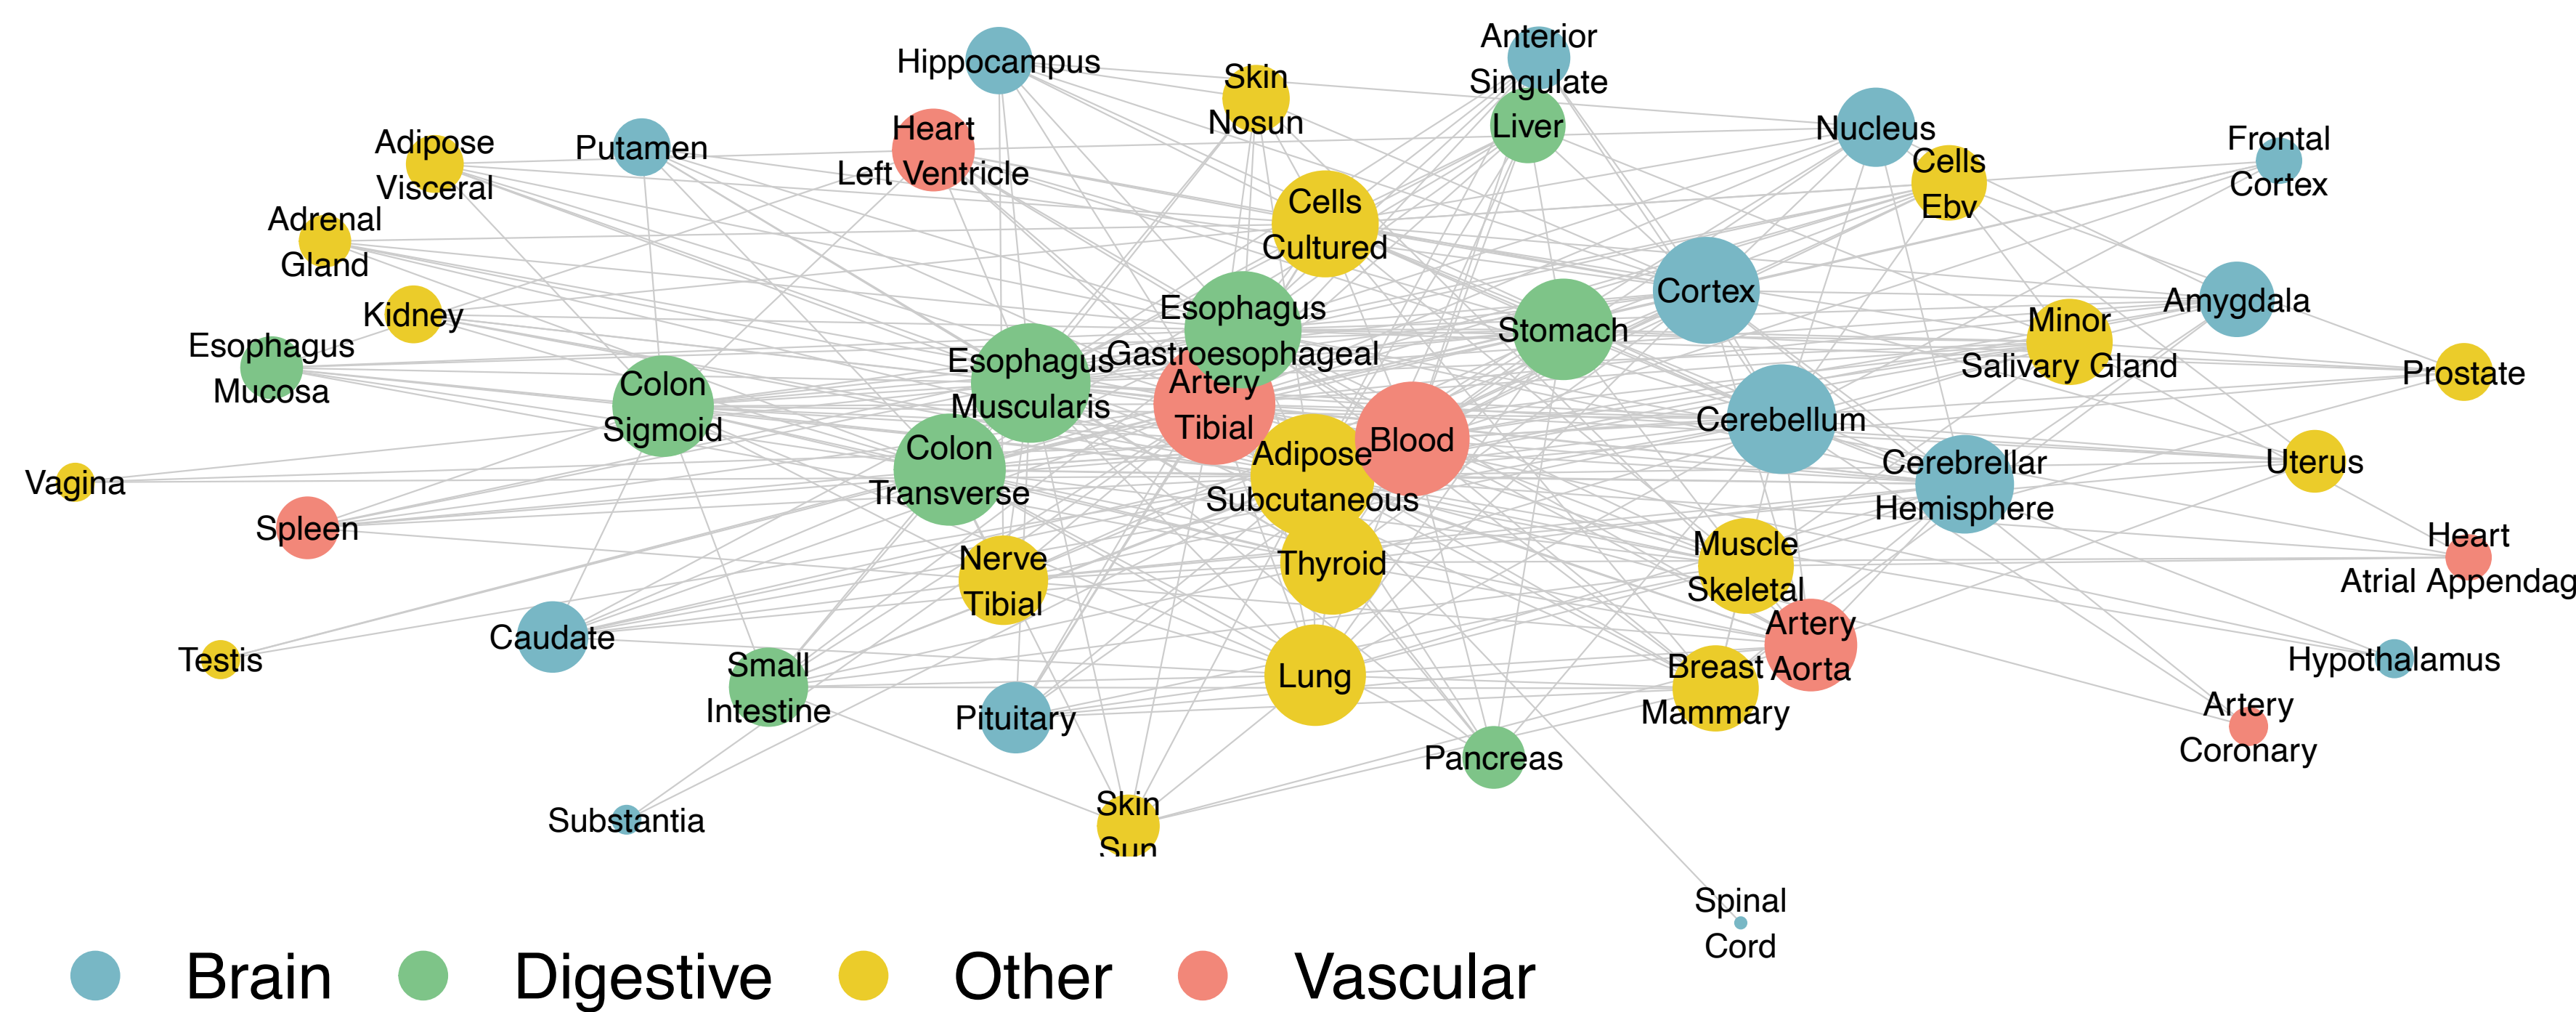 Anterior
Singulate
Hippocampus
Skin
Nosun
Liver
Heart
Left Ventricle
Nucleus
Frontal
Cortex
Adipose
Visceral
Putamen
Cells
Ebv
Adrenal
Gland
Cells
Cultured
Kidney
Cortex
Amygdala
Esophagus
Mucosa
Esophagus
Gastroesophageal
Stomach
Minor
Salivary Gland
Esophagus
Muscularis
Prostate
Colon
Sigmoid
Artery
Tibial
Cerebellum
Colon
Transverse
Adipose
Subcutaneous
Blood
Cerebrellar
Hemisphere
Uterus
Vagina
Spleen
Heart
Atrial Appendag
Nerve
Tibial
Thyroid
Muscle
Skeletal
Testis
Caudate
Artery
Aorta
Hypothalamus
Small
Intestine
Pituitary
Lung
Breast
Mammary
Artery
Coronary
Pancreas
Substantia
Skin
Sun
Spinal
Cord
Brain
Digestive
Other
Vascular